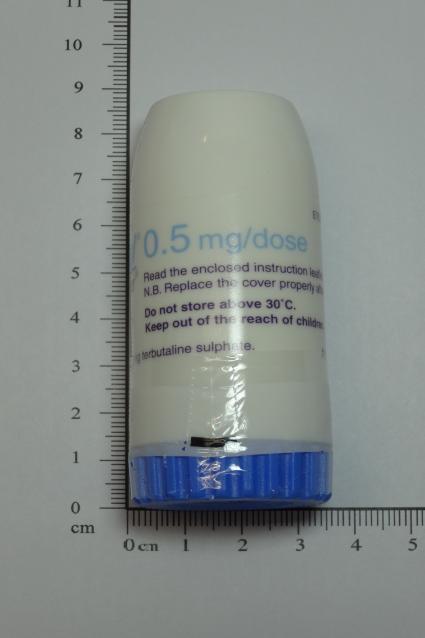 11
10
9
8
7
6
5
4
3
2
1
0
cm
0 cm 1 2 3 4 5
0.5 mg/dose
Read the enclosed instruction
N.B. Replace the cover properly
Do not store above 30°C.
Keep out of the reach of children
terbutaline sulphate.